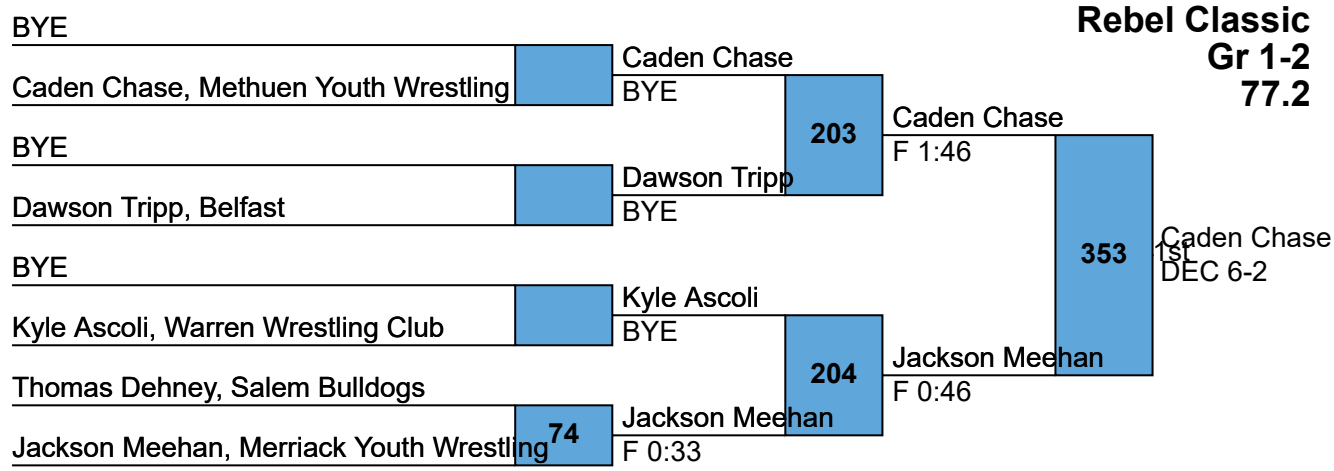 Rebel Classic
Gr 1-2
77.2
BYE
Caden Chase, Methuen Youth Wrestling
BYE
Dawson Tripp, Belfast
BYE
Kyle Ascoli, Warren Wrestling Club
Thomas Dehney, Salem Bulldogs
Jackson Meehan, Merriack Youth Wrestling
74
Caden Chase
BYE
Dawson Tripp
BYE
Kyle Ascoli
BYE
Jackson Meehan
F 0:33
203
204
Caden Chase
F 1:46
Jackson Meehan
F 0:46
353
Caden Chase
1st
DEC 6-2